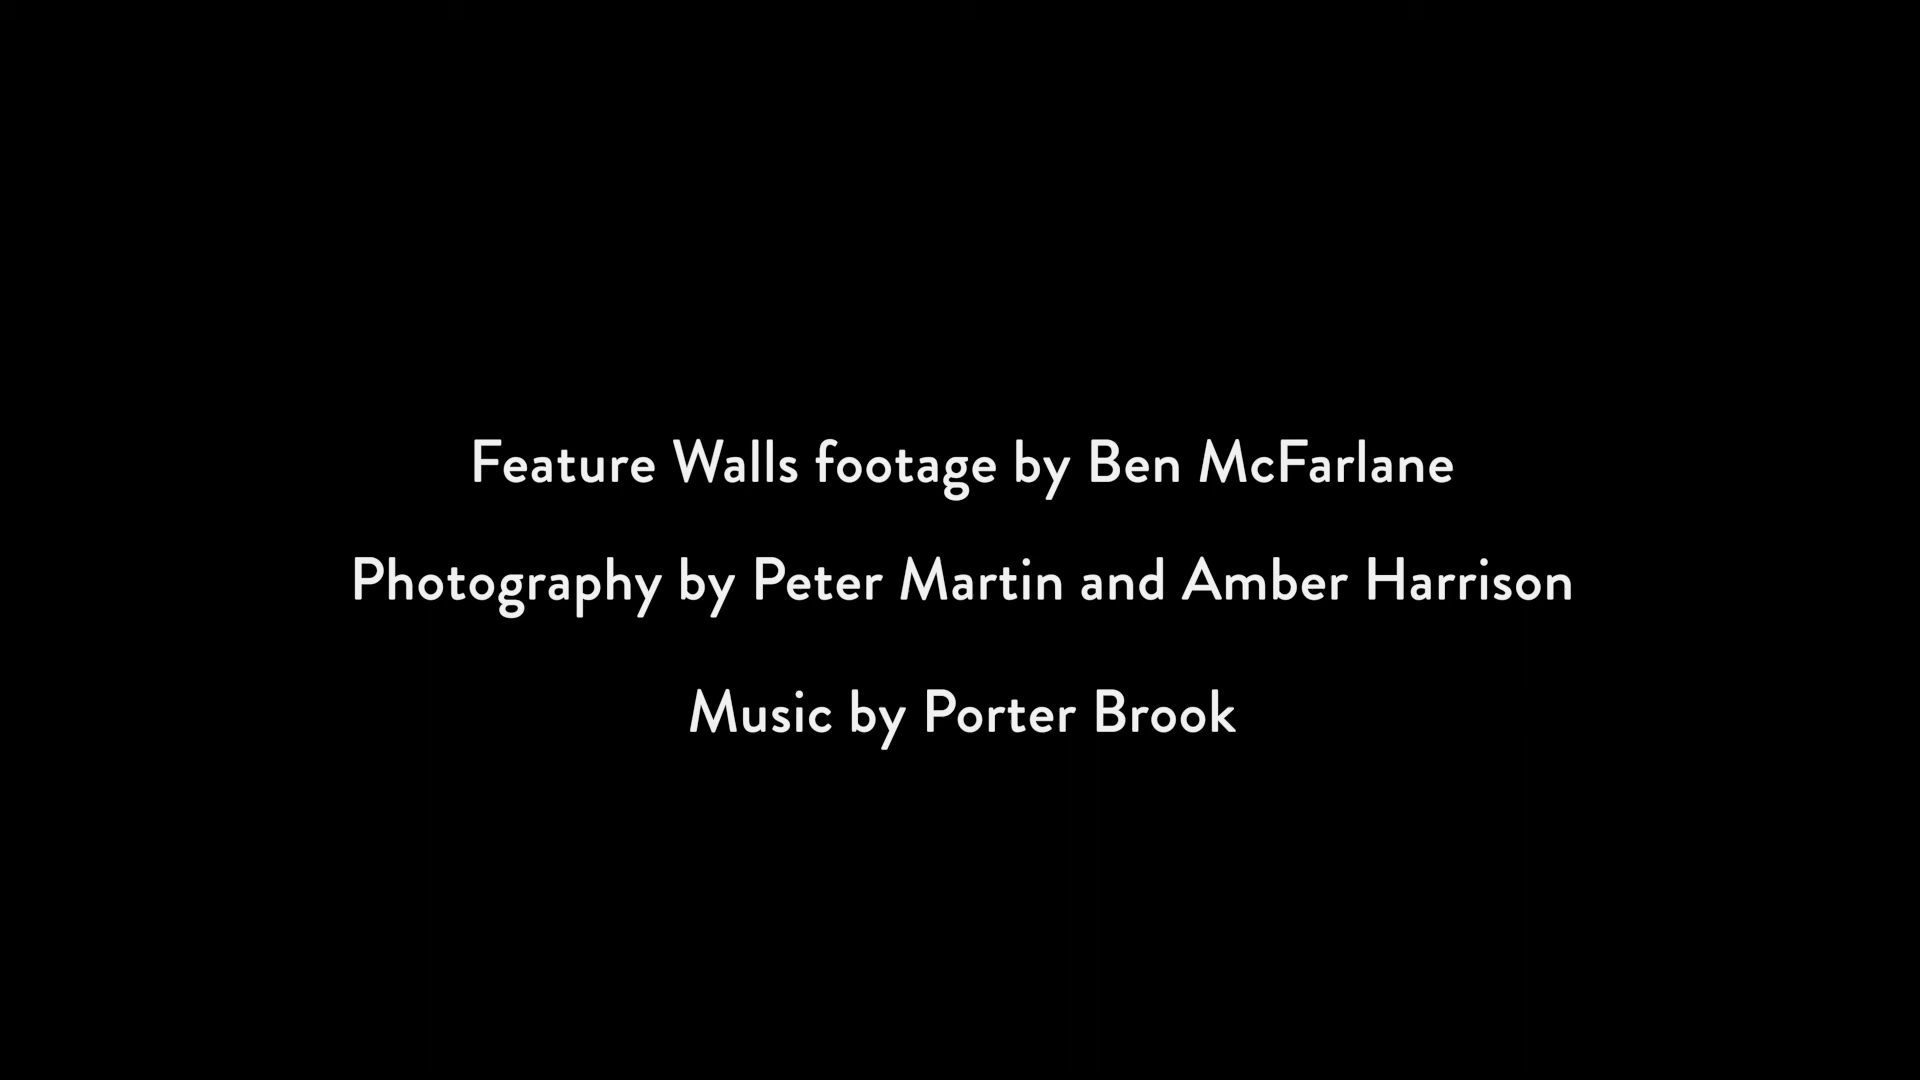 Feature Walls footage by Ben McFarlane
Photography by Peter Martin and Amber Harrison
Music by Porter Brook